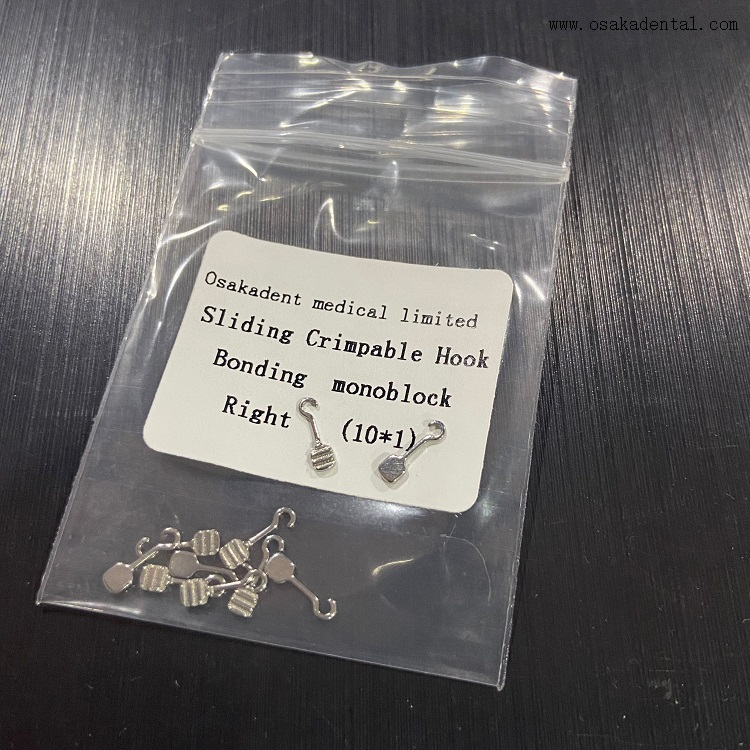 www.osakadental.com
Osakadent medical limited
Sliding Crimpable Hook
Bonding monoblock
Right (10*1)